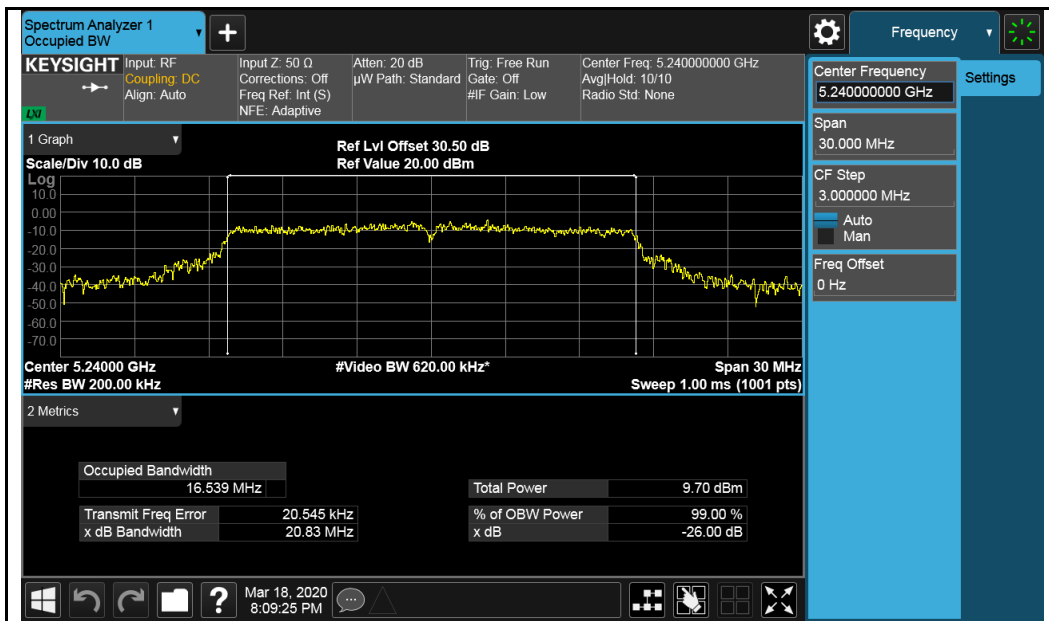 Spectrum Analyzer 1
Occupied BW
Frequency
KEYSIGHT
LXI
Input: RF
Coupling: DC
Align: Auto
Input Z: 50 Ω
Corrections: Off
Freq Ref: Int (S)
NFE: Adaptive
Atten: 20 dB
µW Path: Standard
Trig: Free Run
Gate: Off
#IF Gain: Low
Center Freq: 5.240000000 GHz
Avg|Hold: 10/10
Radio Std: None
Center Frequency
5.240000000 GHz
Settings
Span
30.000 MHz
CF Step
3.000000 MHz
Auto
Man
Freq Offset
0 Hz
1 Graph
Scale/Div 10.0 dB
Ref Lvl Offset 30.50 dB
Ref Value 20.00 dBm
Log
10.0
0.00
-10.0
-20.0
-30.0
-40.0
-50.0
-60.0
-70.0
Center 5.24000 GHz
#Video BW 620.00 kHz*
Span 30 MHz
#Res BW 200.00 kHz
Sweep 1.00 ms (1001 pts)
2 Metrics
Occupied Bandwidth
16.539 MHz
Total Power 9.70 dBm
Transmit Freq Error 20.545 kHz
% of OBW Power 99.00 %
x dB Bandwidth 20.83 MHz
x dB -26.00 dB
?
Mar 18, 2020
8:09:25 PM